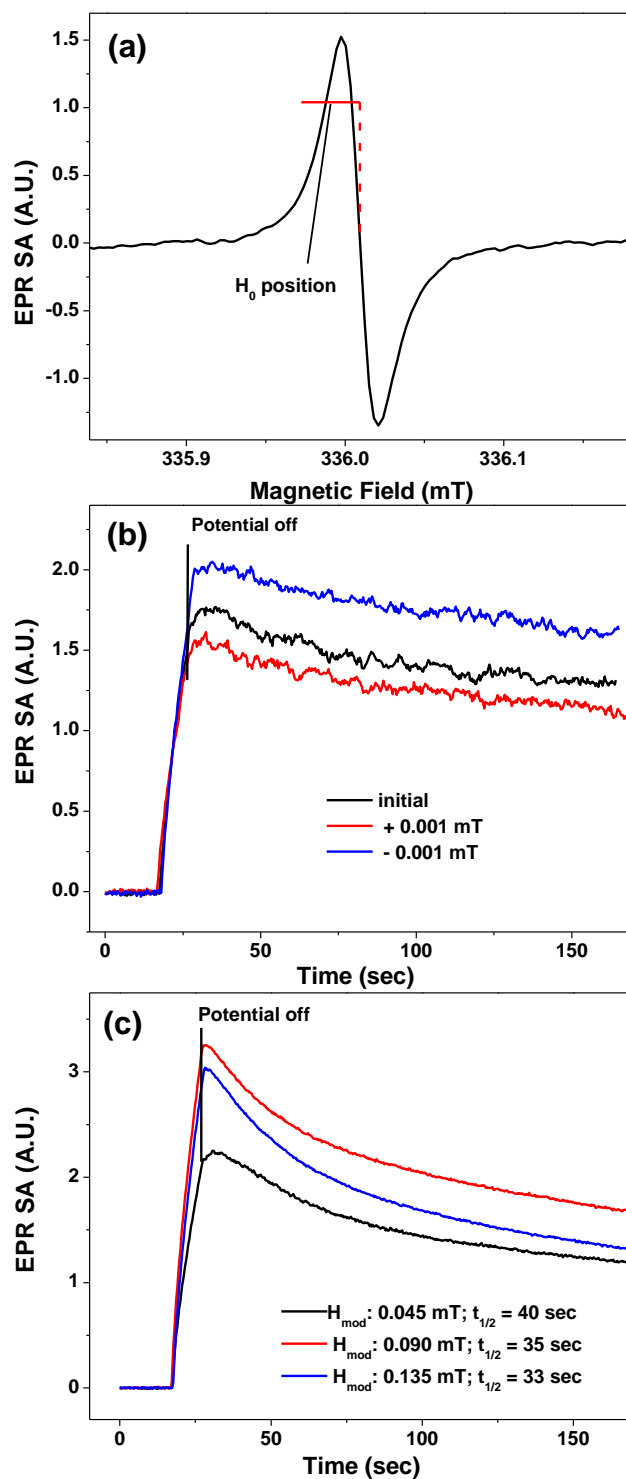 (a)
1.5
1.0
0.5
0.0
-0.5
-1.0
EPR SA (A.U.)
H0 position
335.9 336.0 336.1
Magnetic Field (mT)
(b)
Potential off
2.0
1.5
1.0
0.5
0.0
EPR SA (A.U.)
initial
+ 0.001 mT
- 0.001 mT
0 50 100 150
Time (sec)
(c)
Potential off
3
2
1
0
EPR SA (A.U.)
Hmod: 0.045 mT; t1/2 = 40 sec
Hmod: 0.090 mT; t1/2 = 35 sec
Hmod: 0.135 mT; t1/2 = 33 sec
0 50 100 150
Time (sec)